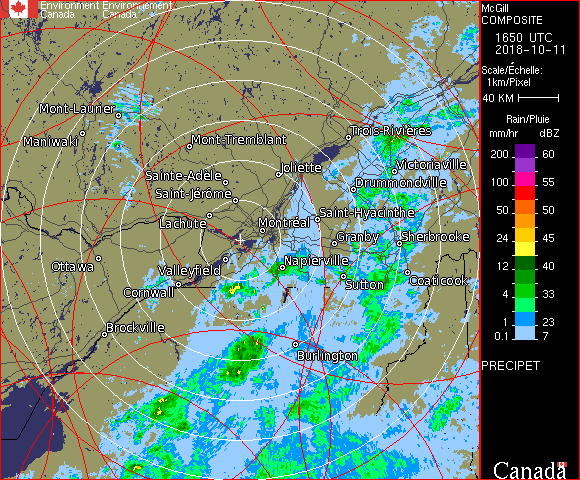 Environment Environnement
Canada Canada
McGill
COMPOSITE
1650 UTC
2018-10-11
Scale/Échelle:
1km/Pixel
40 KM
Rain/Pluie
mm/hr dBZ
200 60
100 55
50 50
24 45
12 40
4 33
1 23
0.1 7
PRECIPET
Canada
Mont-Laurier
Maniwaki
Mont-Tremblant
Trois-Rivières
Joliette
Victoriaville
Sainte-Adèle
Drummondville
Saint-Jérôme
Lachute
Saint-Hyacinthe
Montréal
Granby
Sherbrooke
Ottawa
Valleyfield
Napierville
Cornwall
Sutton
Coaticook
Brockville
Burlington